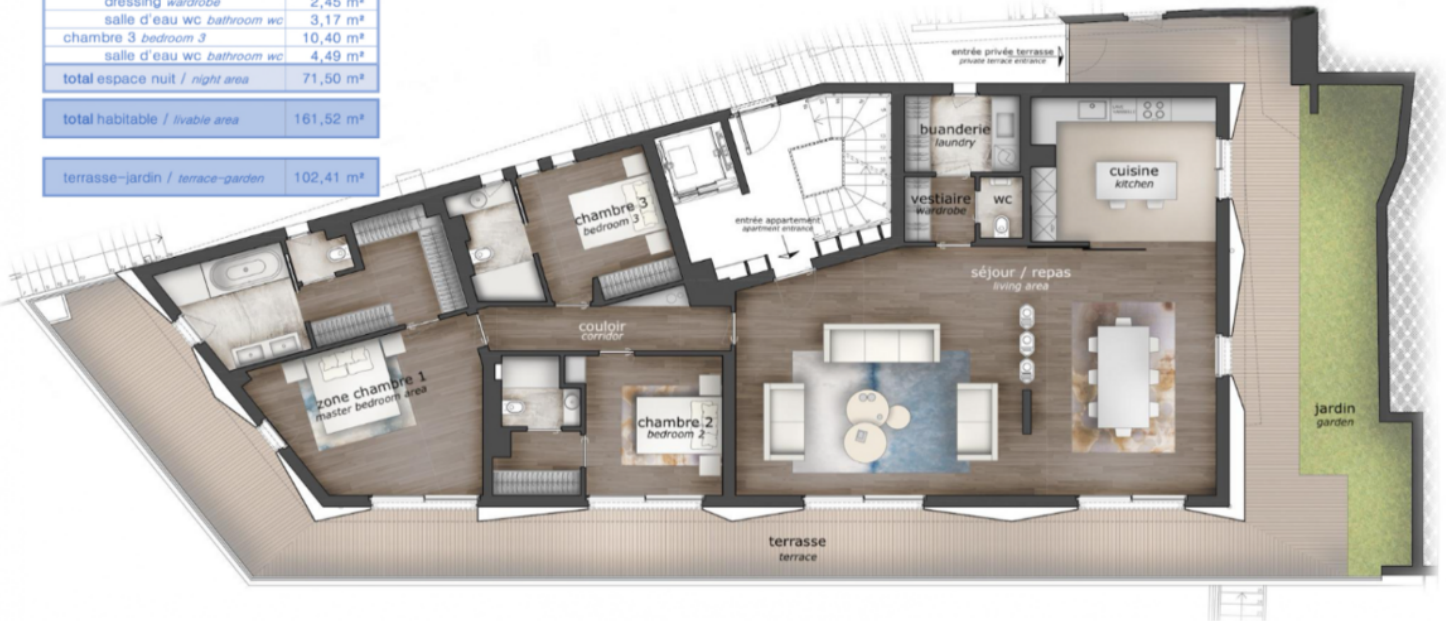 dressing wardrobe 2,45 m²
salle d'eau wc bathroom wc 3,17 m²
chambre 3 bedroom 3 10,40 m²
salle d'eau wc bathroom wc 4,49 m²
total espace nuit / night area 71,50 m²
total habitable / livable area 161,52 m²
terrasse-jardin / terrace-garden 102,41 m²
entrée privée terrasse
private terrace entrance
buanderie
laundry
cuisine
kitchen
vestiaire
wardrobe
wc
chambre 3
bedroom 3
entrée appartement
apartment entrance
séjour / repas
living area
couloir
corridor
zone chambre 1
master bedroom area
chambre 2
bedroom 2
jardin
garden
terrasse
terrace